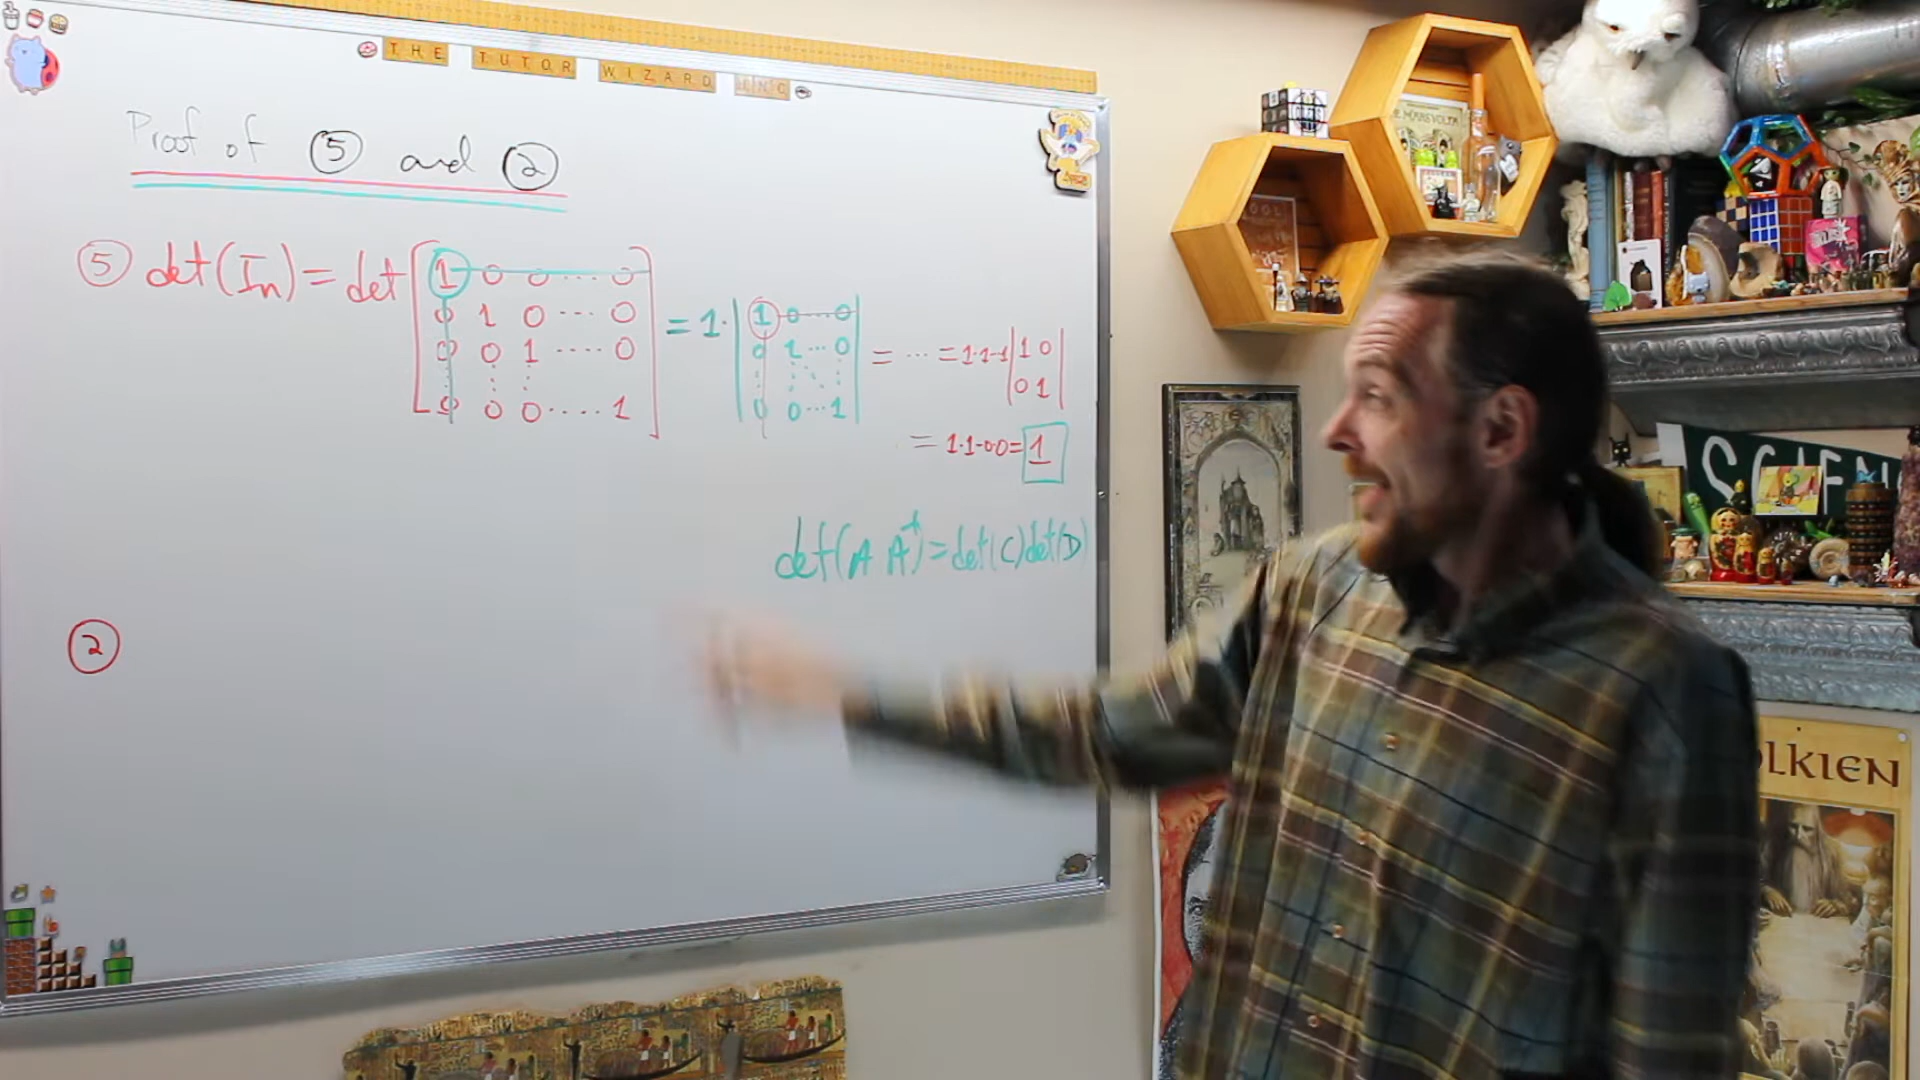 THE TUTOR WIZARD INC
Proof of ⑤ and ②
⑤ det(In) = det [1 0 0 ... 0
0 1 0 ... 0
0 0 1 .... 0
⋮ ⋮ ⋮
0 0 0 .... 1]
= 1· |1 0 ... 0
0 1 ... 0
⋮ ⋮ ⋱ ⋮
0 0 ... 1|
= ... = 1·1···1 |1 0
0 1|
= 1·1-0·0 = 1
det(A A⁻¹) = det(C)det(D)
②
SCIEN
OLKIEN